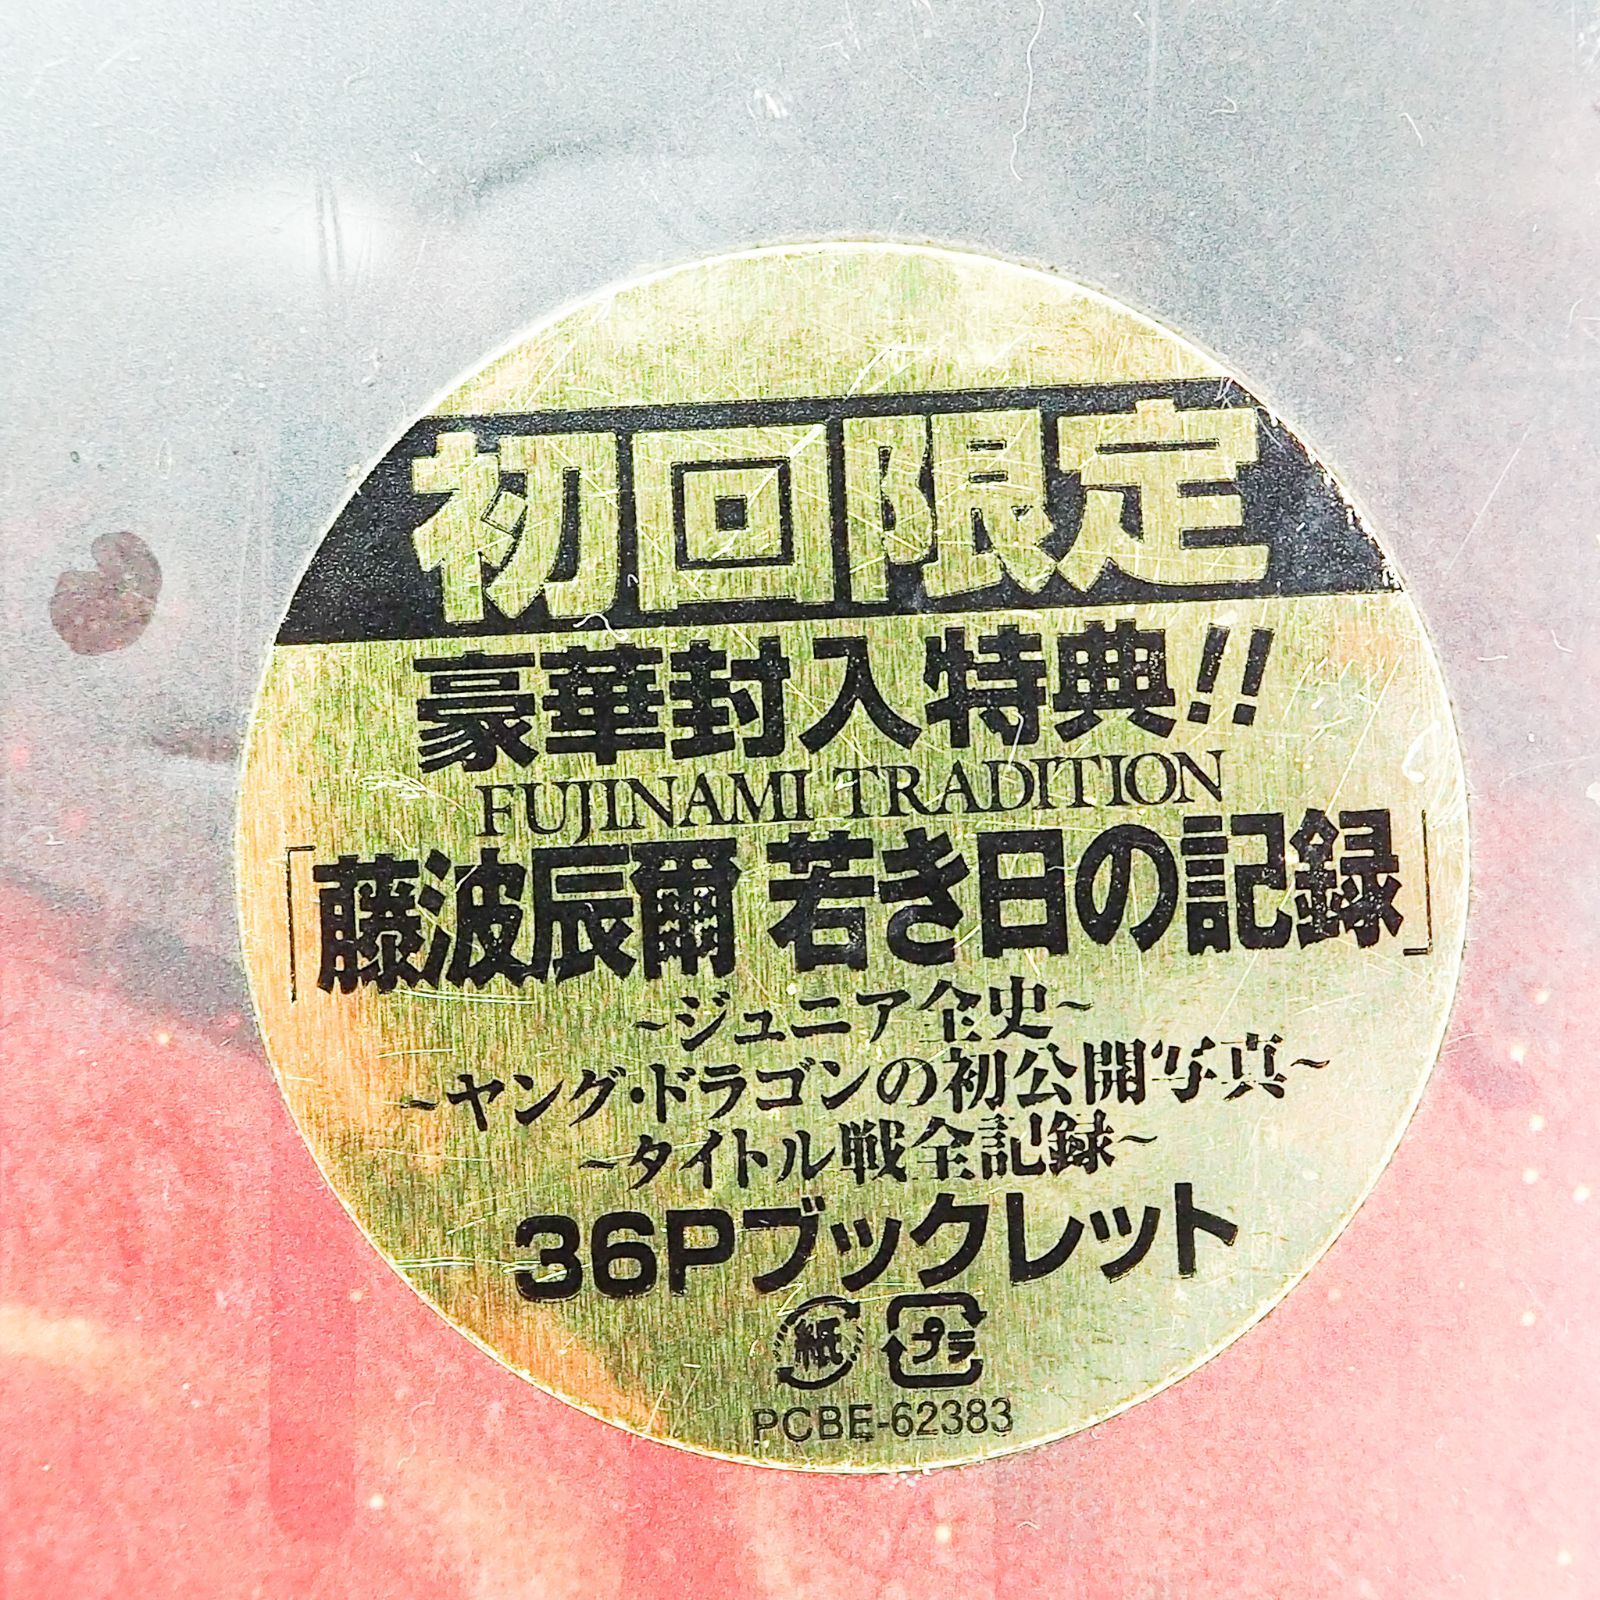 初回限定
豪華封入特典!!
FUJINAMI TRADITION
「藤波辰爾 若き日の記録」
~ジュニア全史~
~ヤング・ドラゴンの初公開写真~
~タイトル戦全記録~
36Pブックレット
紙 プラ
PCBE-62383